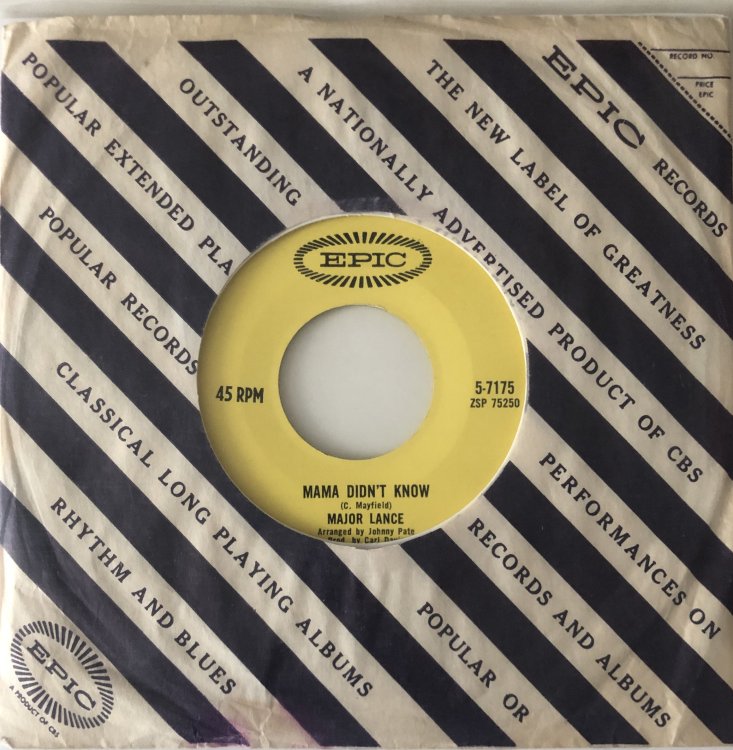 RECORD NO.
PRICE
EPIC
EPIC RECORDS
THE NEW LABEL OF GREATNESS
A NATIONALLY ADVERTISED PRODUCT OF CBS
OUTSTANDING
PERFORMANCES ON
POPULAR EXTENDED PLA
RECORDS AND ALBUMS
POPULAR RECORDS
POPULAR OR
CLASSICAL LONG PLAYING ALBUMS
RHYTHM AND BLUES
EPIC
A PRODUCT OF CBS
EPIC
45 RPM
5-7175
ZSP 75250
MAMA DIDN'T KNOW
(C. Mayfield)
MAJOR LANCE
Arranged by Johnny Pate
Prod. by Carl